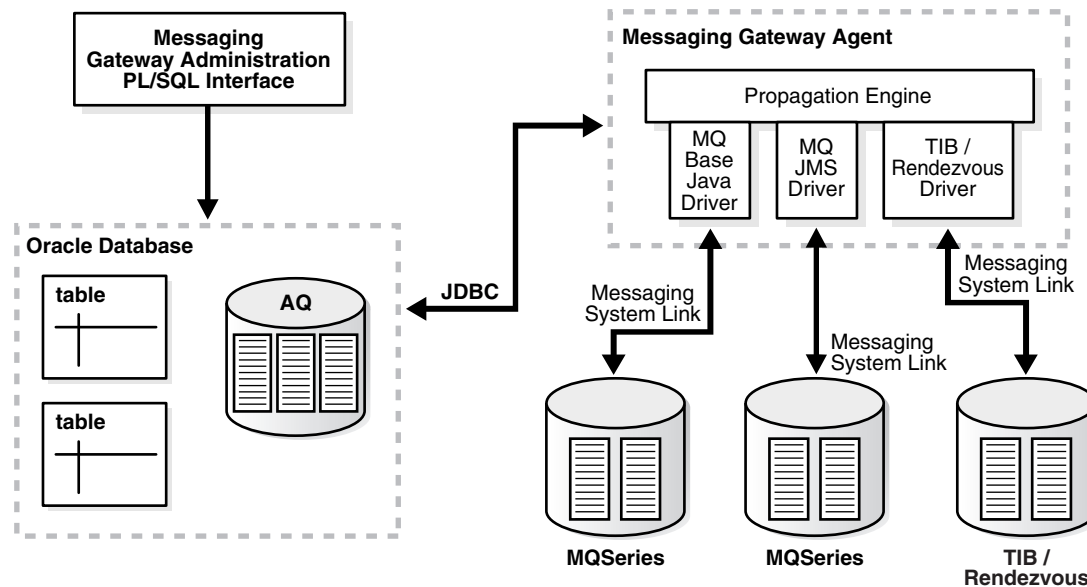 Messaging
Gateway Administration
PL/SQL Interface
Messaging Gateway Agent
Propagation Engine
MQ
Base
Java
Driver
MQ
JMS
Driver
TIB /
Rendezvous
Driver
Oracle Database
table
table
AQ
JDBC
Messaging
System Link
Messaging
System Link
Messaging
System Link
MQSeries
MQSeries
TIB /
Rendezvous